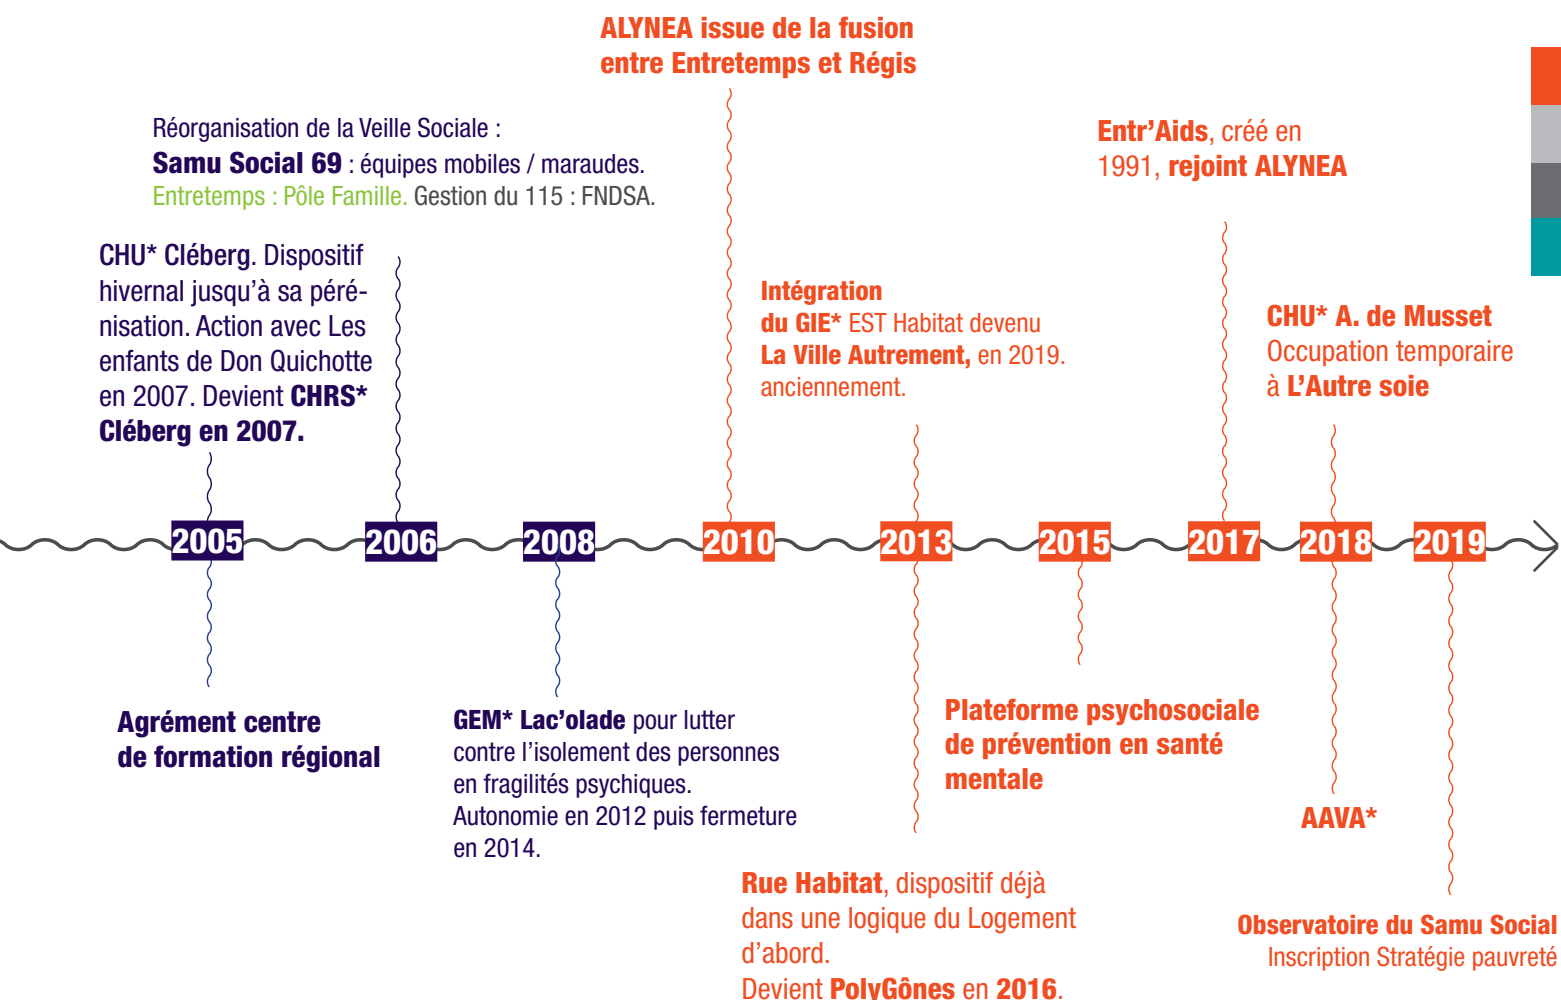 ALYNEA issue de la fusion
entre Entretemps et Régis
Réorganisation de la Veille Sociale :
Samu Social 69 : équipes mobiles / maraudes.
Entretemps : Pôle Famille. Gestion du 115 : FNDSA.
Entr'Aids, créé en
1991, rejoint ALYNEA
CHU* Cléberg. Dispositif
hivernal jusqu'à sa péré-
nisation. Action avec Les
enfants de Don Quichotte
en 2007. Devient CHRS*
Cléberg en 2007.
Intégration
du GIE* EST Habitat devenu
La Ville Autrement, en 2019.
anciennement.
CHU* A. de Musset
Occupation temporaire
à L'Autre soie
2005
2006
2008
2010
2013
2015
2017
2018
2019
Agrément centre
de formation régional
GEM* Lac'olade pour lutter
contre l'isolement des personnes
en fragilités psychiques.
Autonomie en 2012 puis fermeture
en 2014.
Plateforme psychosociale
de prévention en santé
mentale
AAVA*
Rue Habitat, dispositif déjà
dans une logique du Logement
d'abord.
Devient PolyGônes en 2016.
Observatoire du Samu Social
Inscription Stratégie pauvreté